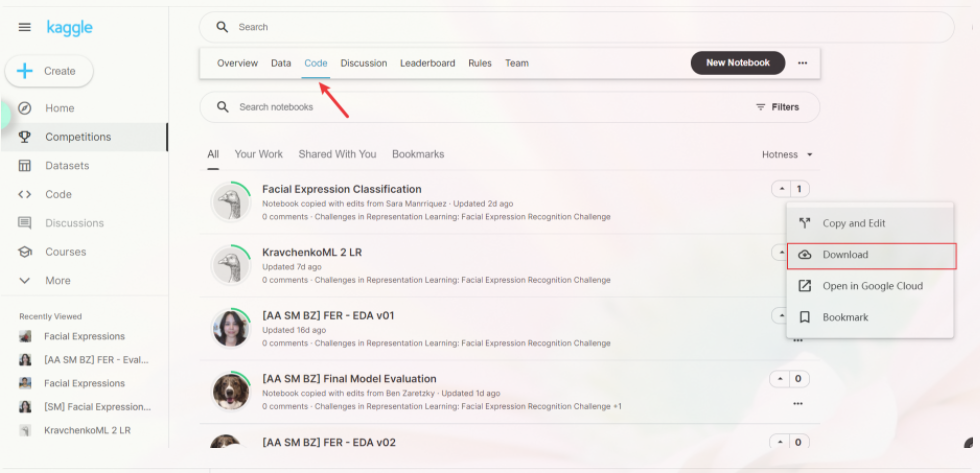 kaggle
Search
Create
Home
Competitions
Datasets
Code
Discussions
Courses
More
Recently Viewed
Facial Expressions
[AA SM BZ] FER - Eval...
Facial Expressions
[SM] Facial Expression...
KravchenkoML 2 LR
Overview Data Code Discussion Leaderboard Rules Team New Notebook
Search notebooks Filters
All Your Work Shared With You Bookmarks Hotness
Facial Expression Classification 1
Notebook copied with edits from Sara Manrriquez · Updated 2d ago
0 comments · Challenges in Representation Learning: Facial Expression Recognition Challenge
KravchenkoML 2 LR
Updated 7d ago
0 comments · Challenges in Representation Learning: Facial Expression Recognition Challenge
[AA SM BZ] FER - EDA v01
Updated 16d ago
0 comments · Challenges in Representation Learning: Facial Expression Recognition Challenge
[AA SM BZ] Final Model Evaluation 0
Notebook copied with edits from Ben Zaretzky · Updated 1d ago
0 comments · Challenges in Representation Learning: Facial Expression Recognition Challenge +1
[AA SM BZ] FER - EDA v02 0
Copy and Edit
Download
Open in Google Cloud
Bookmark